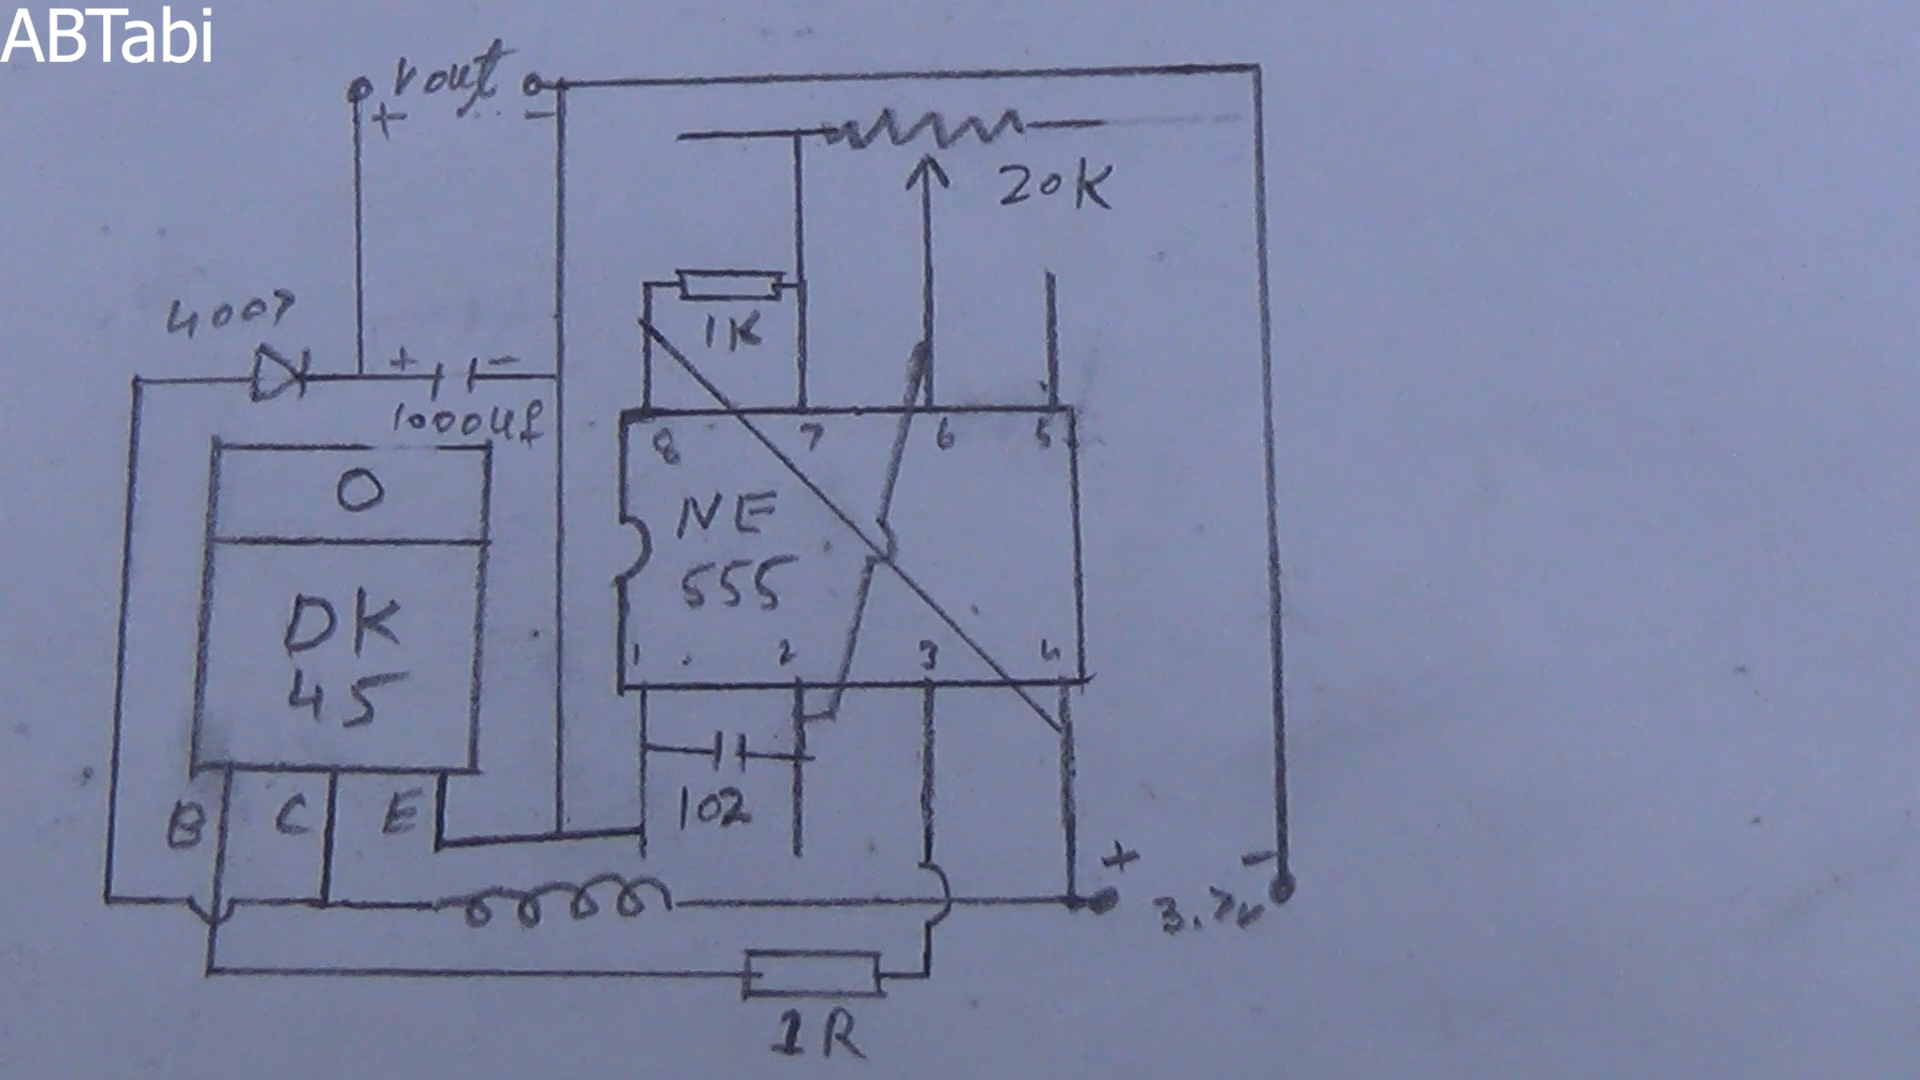 ABTabi
Vout
+ -
20K
1K
4007
+ -
1000uf
8 7 6 5
O
NE
555
DK
45
1 2 3 4
102
B C E
+ -
3.7v
1R